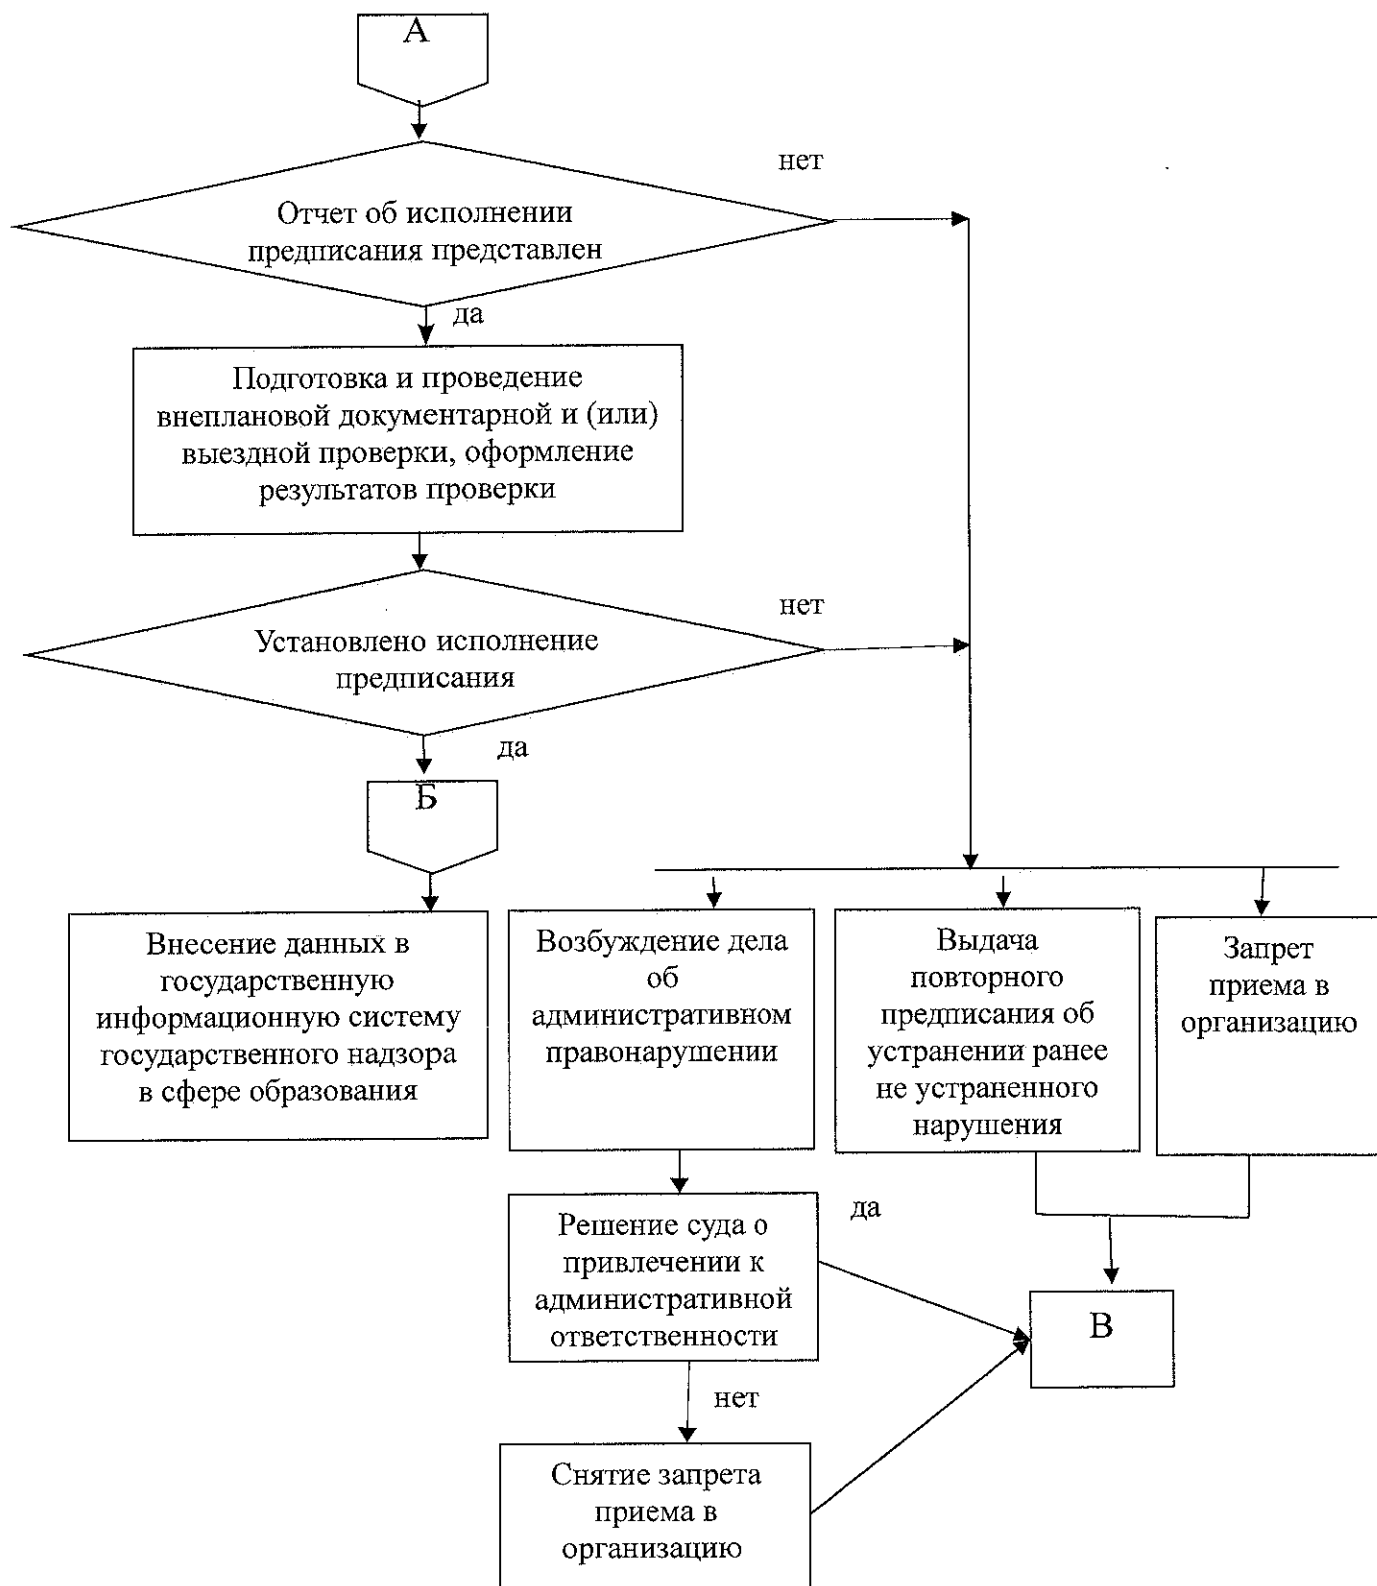 А
нет
Отчет об исполнении
предписания представлен
да
Подготовка и проведение
внеплановой документарной и (или)
выездной проверки, оформление
результатов проверки
нет
Установлено исполнение
предписания
да
Б
Внесение данных в
государственную
информационную систему
государственного надзора
в сфере образования
Возбуждение дела
об
административном
правонарушении
Выдача
повторного
предписания об
устранении ранее
не устраненного
нарушения
Запрет
приема в
организацию
да
Решение суда о
привлечении к
административной
ответственности
В
нет
Снятие запрета
приема в
организацию